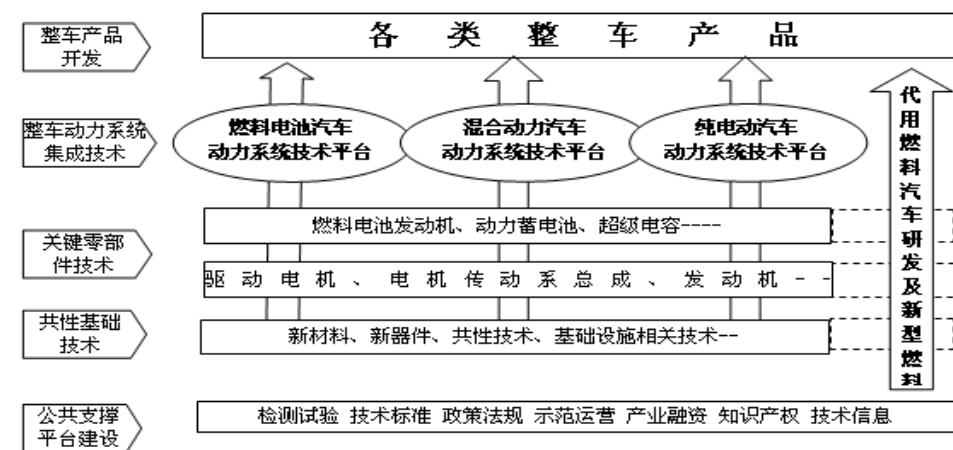 整车产品
开发
各类整车产品
整车动力系统
集成技术
燃料电池汽车
动力系统技术平台
混合动力汽车
动力系统技术平台
纯电动汽车
动力系统技术平台
代用燃料汽车研发及新型燃料
关键零部
件技术
燃料电池发动机、动力蓄电池、超级电容----
驱动电机、电机传动系总成、发动机--
共性基础
技术
新材料、新器件、共性技术、基础设施相关技术--
公共支撑
平台建设
检测试验 技术标准 政策法规 示范运营 产业融资 知识产权 技术信息